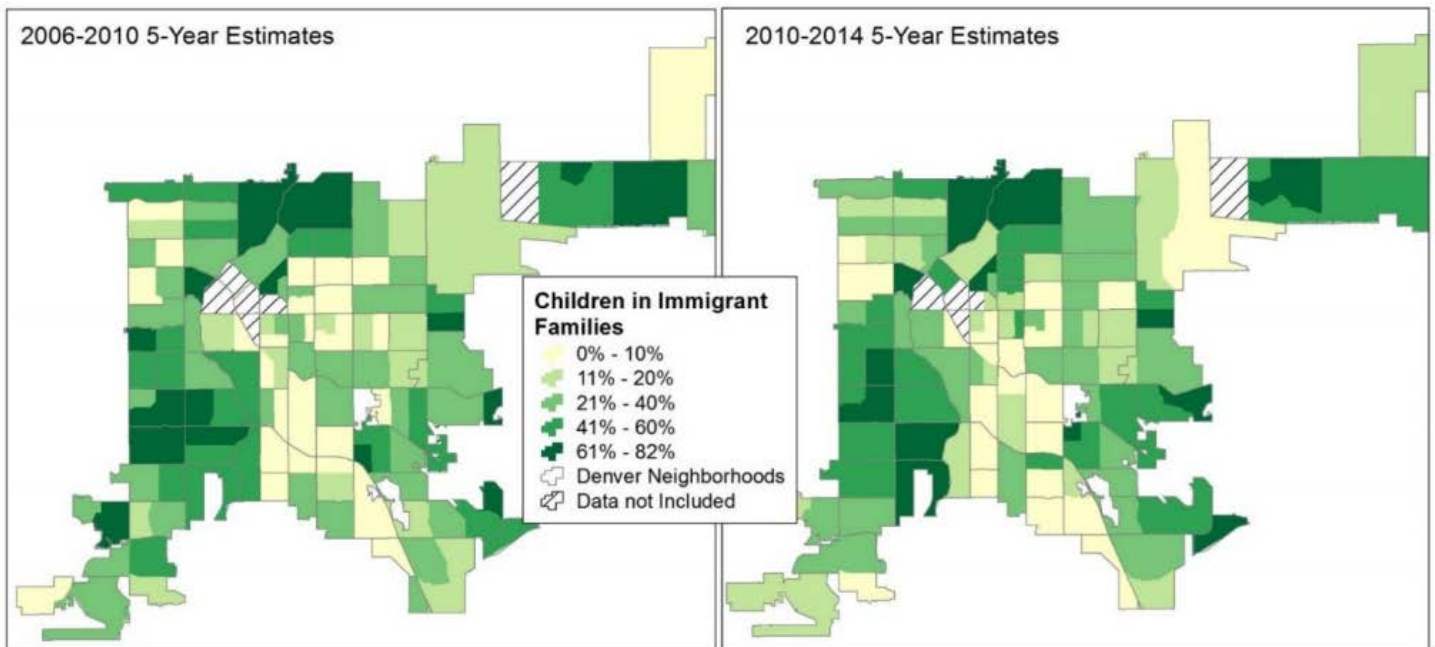 2006-2010 5-Year Estimates
2010-2014 5-Year Estimates
Children in Immigrant
Families
0% - 10%
11% - 20%
21% - 40%
41% - 60%
61% - 82%
Denver Neighborhoods
Data not Included